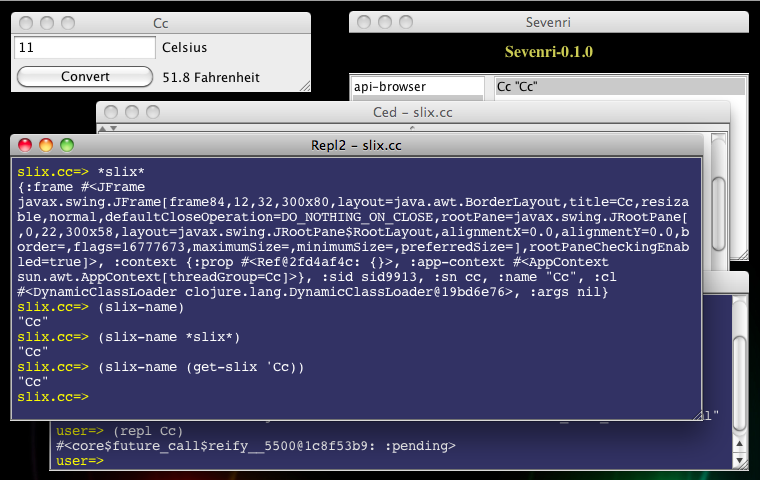 Cc
11
Celsius
Convert
51.8 Fahrenheit
Sevenri
Sevenri-0.1.0
api-browser
Cc "Cc"
Ced - slix.cc
Repl2 - slix.cc
slix.cc=> *slix*
{:frame #<JFrame
javax.swing.JFrame[frame84,12,32,300x80,layout=java.awt.BorderLayout,title=Cc,resiza
ble,normal,defaultCloseOperation=DO_NOTHING_ON_CLOSE,rootPane=javax.swing.JRootPane[
,0,22,300x58,layout=javax.swing.JRootPane$RootLayout,alignmentX=0.0,alignmentY=0.0,b
order=,flags=16777673,maximumSize=,minimumSize=,preferredSize=],rootPaneCheckingEnab
led=true]>, :context {:prop #<Ref@2fd4af4c: {}>, :app-context #<AppContext
sun.awt.AppContext[threadGroup=Cc]>}, :sid sid9913, :sn cc, :name "Cc", :cl
#<DynamicClassLoader clojure.lang.DynamicClassLoader@19bd6e76>, :args nil}
slix.cc=> (slix-name)
"Cc"
slix.cc=> (slix-name *slix*)
"Cc"
slix.cc=> (slix-name (get-slix 'Cc))
"Cc"
slix.cc=>
user=> (repl Cc)
#<core$future_call$reify__5500@1c8f53b9: :pending>
user=>